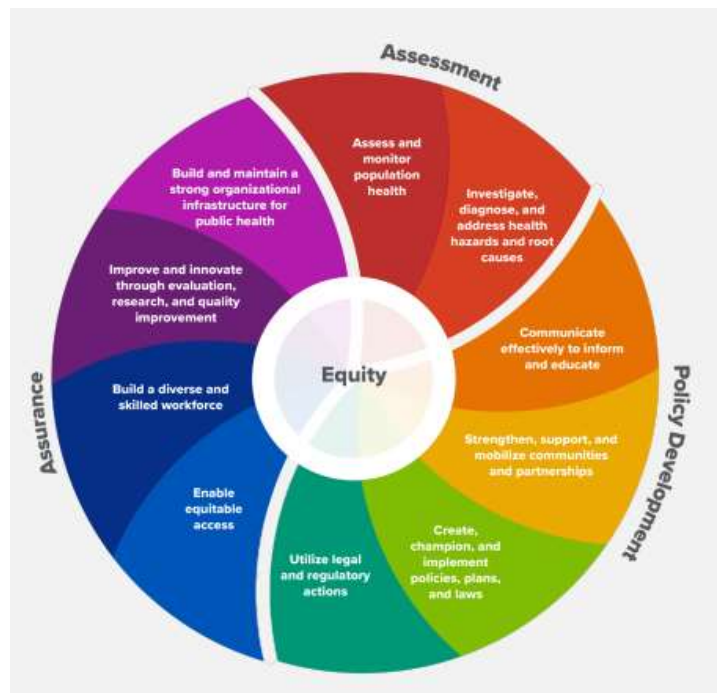 Assessment
Assess and
monitor
population
health
Investigate,
diagnose, and
address health
hazards and root
causes
Policy Development
Communicate
effectively to inform
and educate
Strengthen, support, and
mobilize communities
and partnerships
Create,
champion, and
implement
policies, plans,
and laws
Utilize legal
and regulatory
actions
Assurance
Enable
equitable
access
Build a diverse and
skilled workforce
Improve and innovate
through evaluation,
research, and quality
improvement
Build and maintain a
strong organizational
infrastructure for
public health
Equity